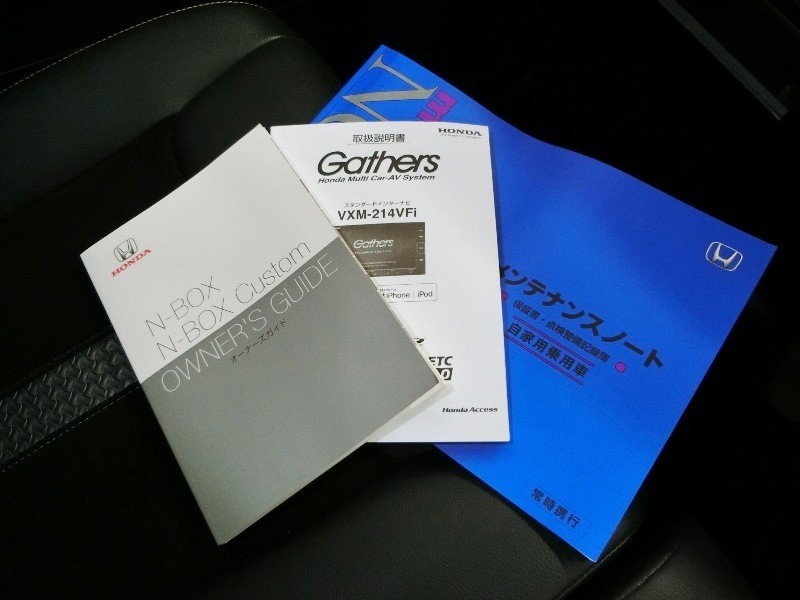 HONDA
N-BOX
N-BOX Custom
OWNER'S GUIDE
オーナーズガイド
取扱説明書
HONDA
Gathers
Honda Multi Car-AV System
スタンダードインターナビ
VXM-214VFi
Gathers
iPhone | iPod
ETC
Honda Access
メンテナンスノート
保証書・点検整備記録簿
自家用乗用車
常時携行